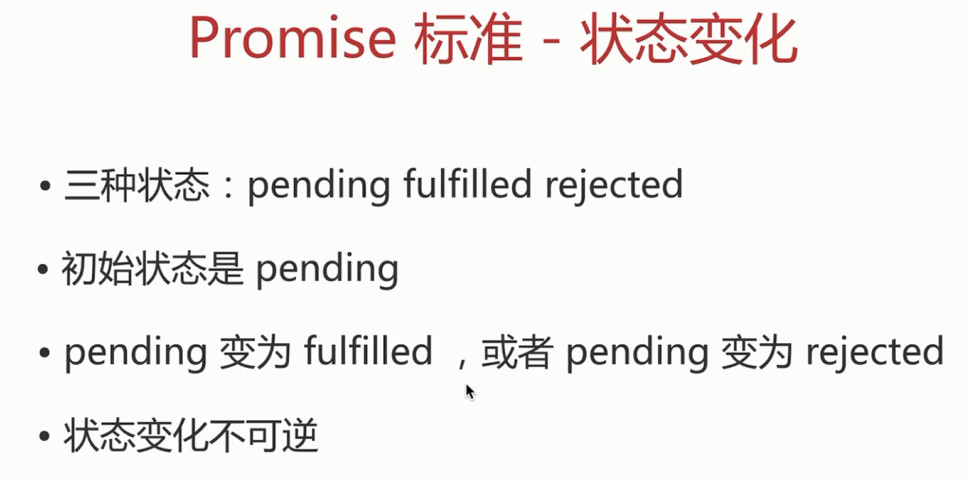 Promise 标准 - 状态变化
• 三种状态：pending fulfilled rejected
• 初始状态是 pending
• pending 变为 fulfilled ，或者 pending 变为 rejected
• 状态变化不可逆